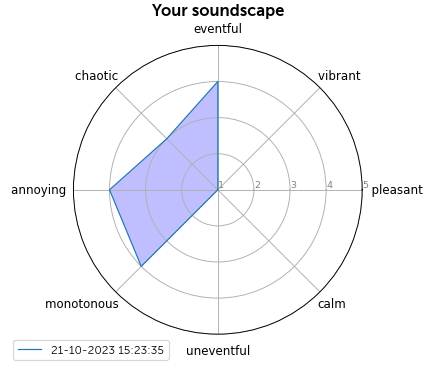 Your soundscape
eventful
chaotic
vibrant
annoying
1 2 3 4 5
pleasant
monotonous
calm
21-10-2023 15:23:35
uneventful